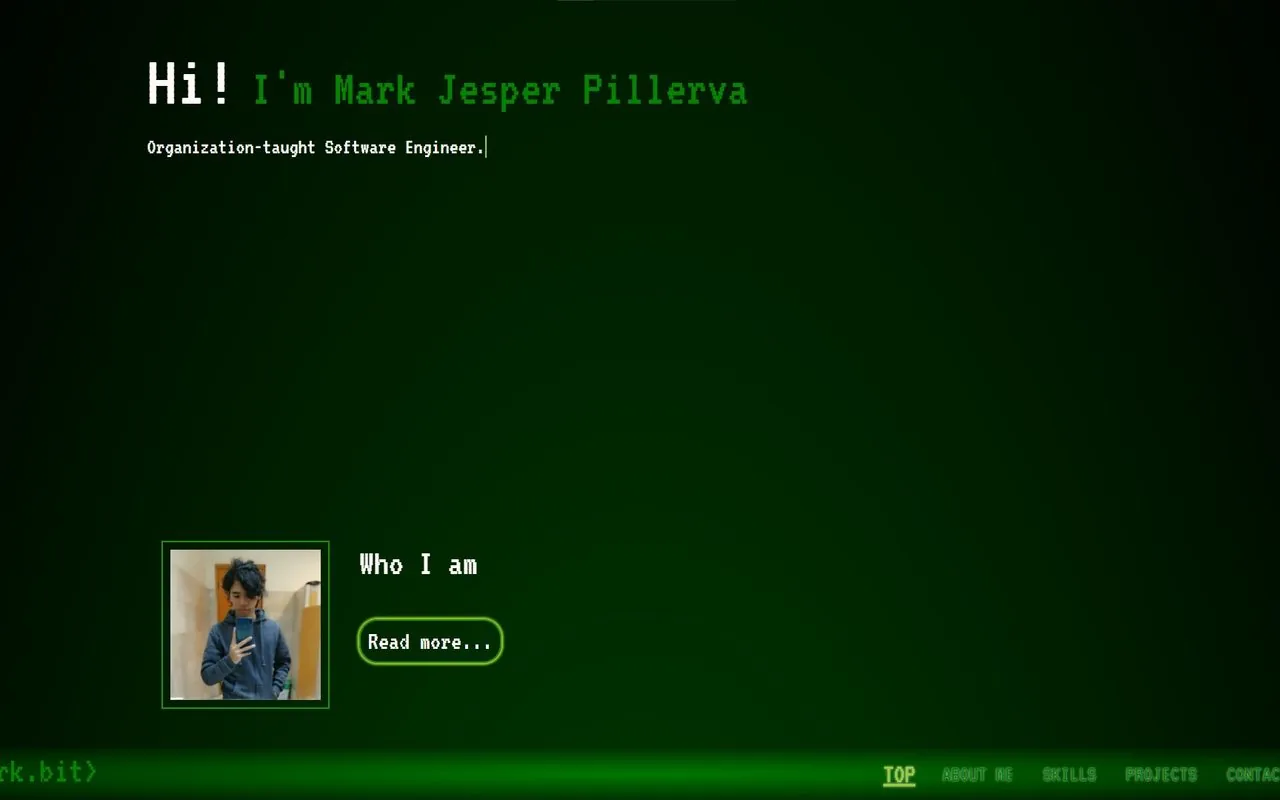 Hi! I'm Mark Jesper Pillerva
Organization-taught Software Engineer.
Who I am
Read more...
rk.bit>
TOP ABOUT ME SKILLS PROJECTS CONTAC